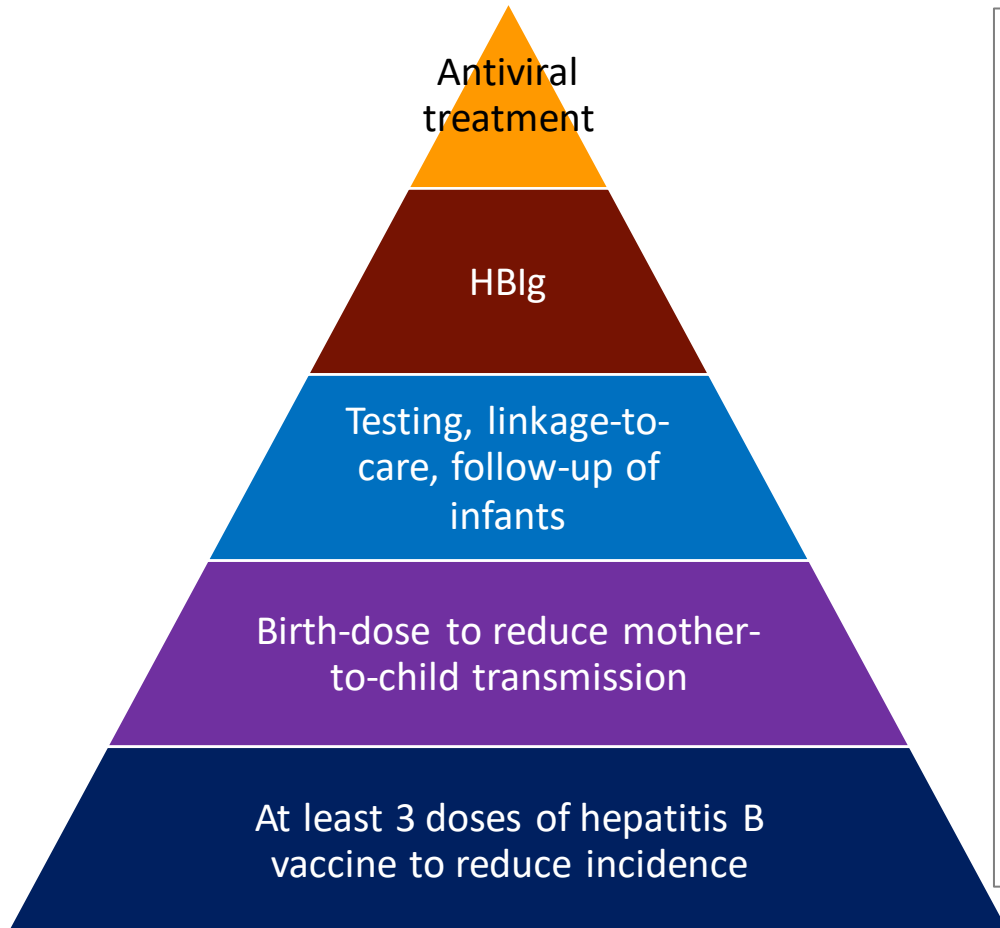 Antiviral
treatment
HBIg
Testing, linkage-to-
care, follow-up of
infants
Birth-dose to reduce mother-
to-child transmission
At least 3 doses of hepatitis B
vaccine to reduce incidence